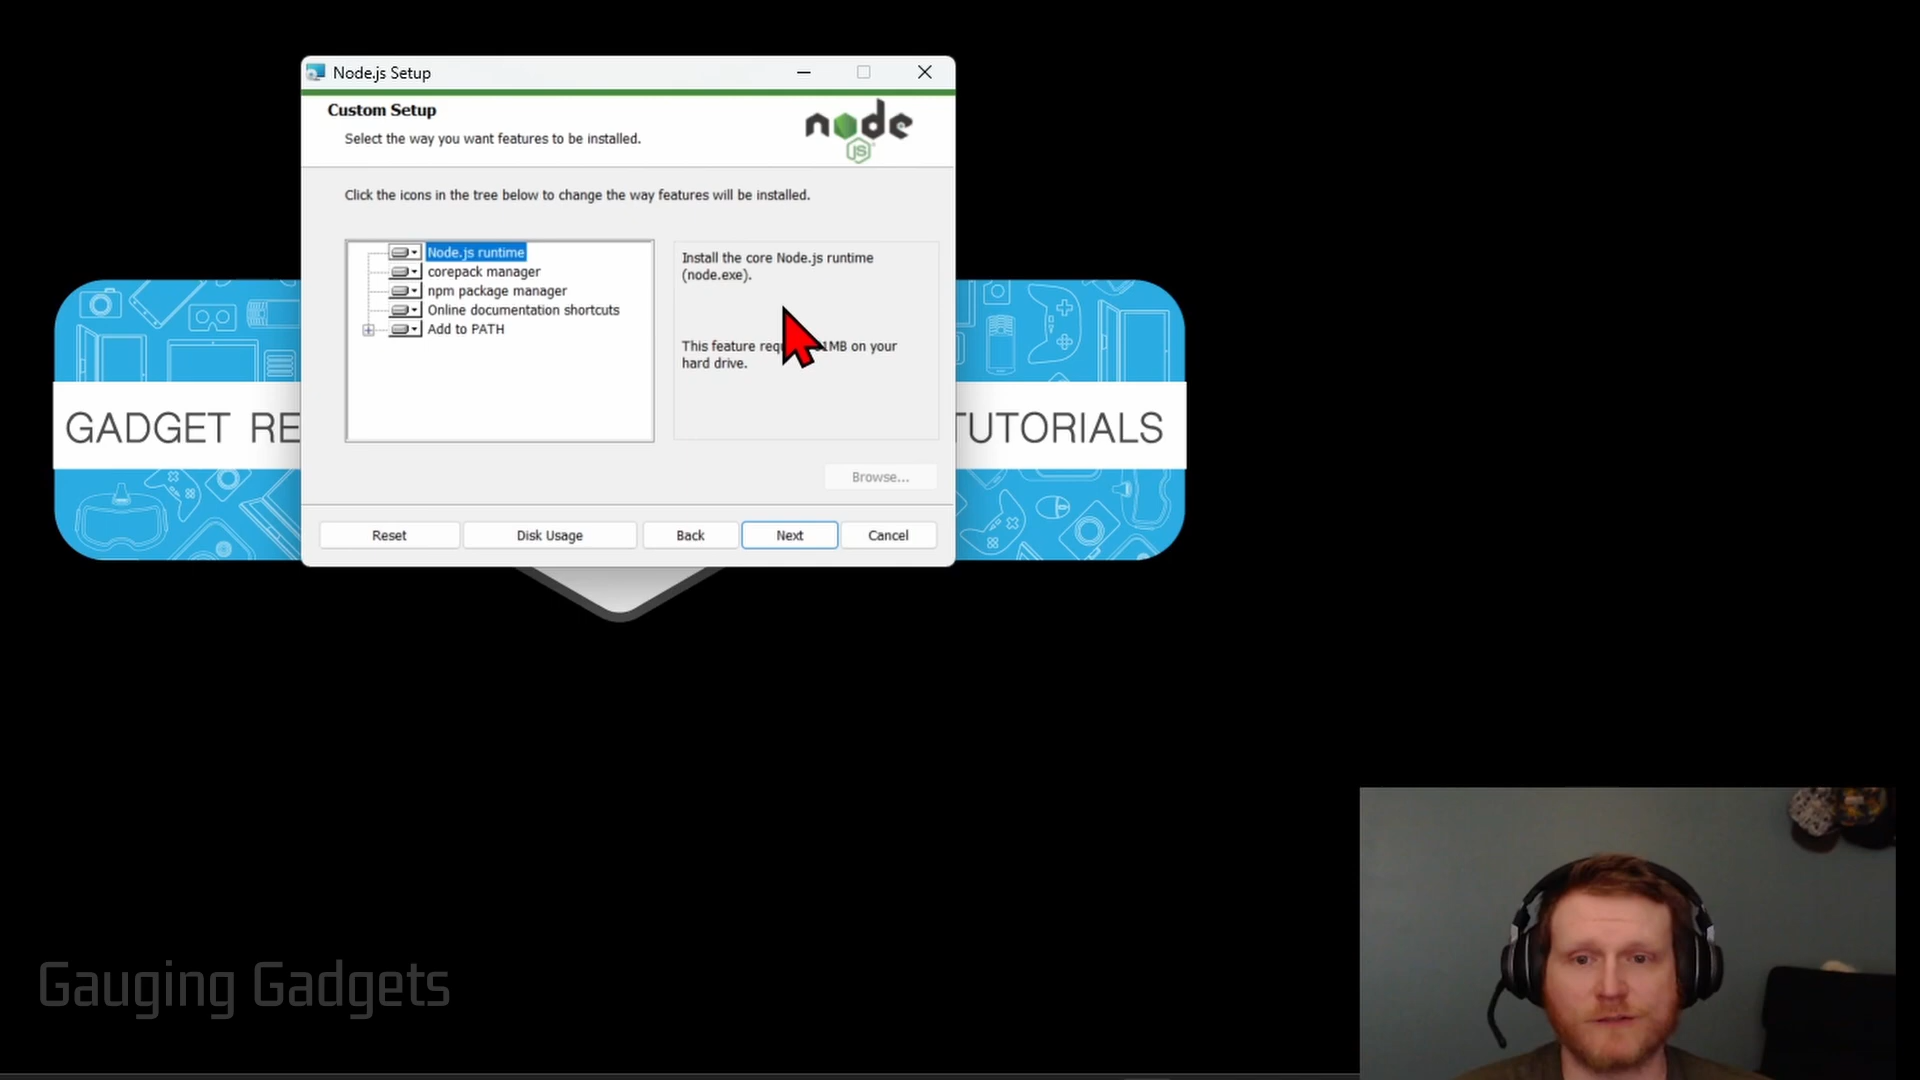 Node.js Setup
Custom Setup
Select the way you want features to be installed.
node
JS
Click the icons in the tree below to change the way features will be installed.
Node.js runtime
corepack manager
npm package manager
Online documentation shortcuts
Add to PATH
Install the core Node.js runtime
(node.exe).
This feature 1MB on your
hard drive.
Browse...
Reset Disk Usage Back Next Cancel
GADGET TUTORIALS
Gauging Gadgets